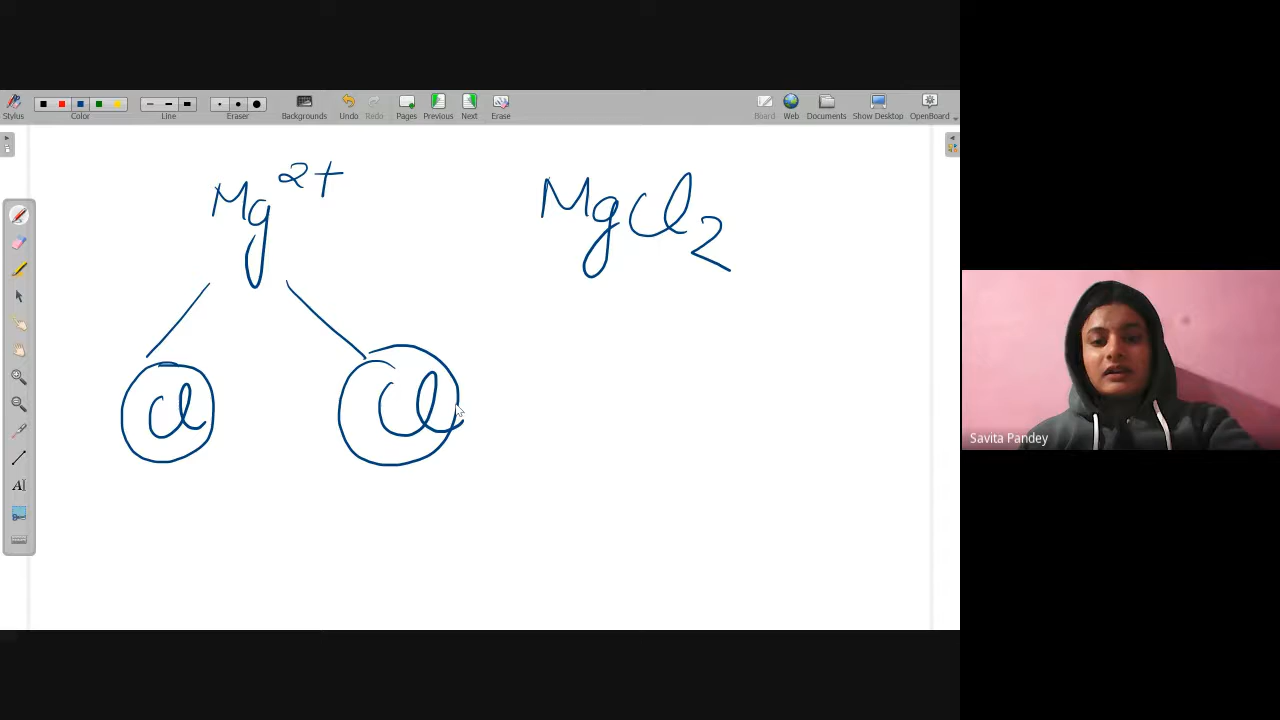 Stylus Color Line Eraser Backgrounds Undo Redo Pages Previous Next Erase Board Web Documents Show Desktop OpenBoard
Mg2+ MgCl2
Cl Cl
Savita Pandey